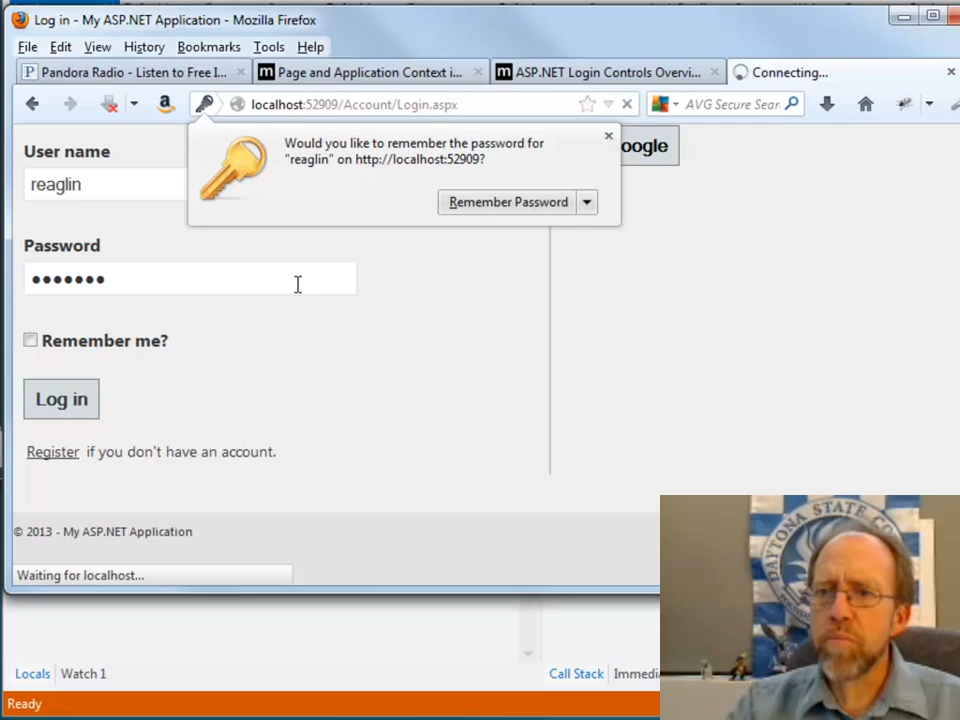 Log in - My ASP.NET Application - Mozilla Firefox
File Edit View History Bookmarks Tools Help
Pandora Radio - Listen to Free I... Page and Application Context i... ASP.NET Login Controls Overvi... Connecting...
localhost:52909/Account/Login.aspx AVG Secure Sear
Would you like to remember the password for
"reaglin" on http://localhost:52909?
Remember Password
oogle
User name
reaglin
Password
Remember me?
Log in
Register if you don't have an account.
© 2013 - My ASP.NET Application
Waiting for localhost...
DAYTONA STATE CO
Locals Watch 1 Call Stack Immedi
Ready